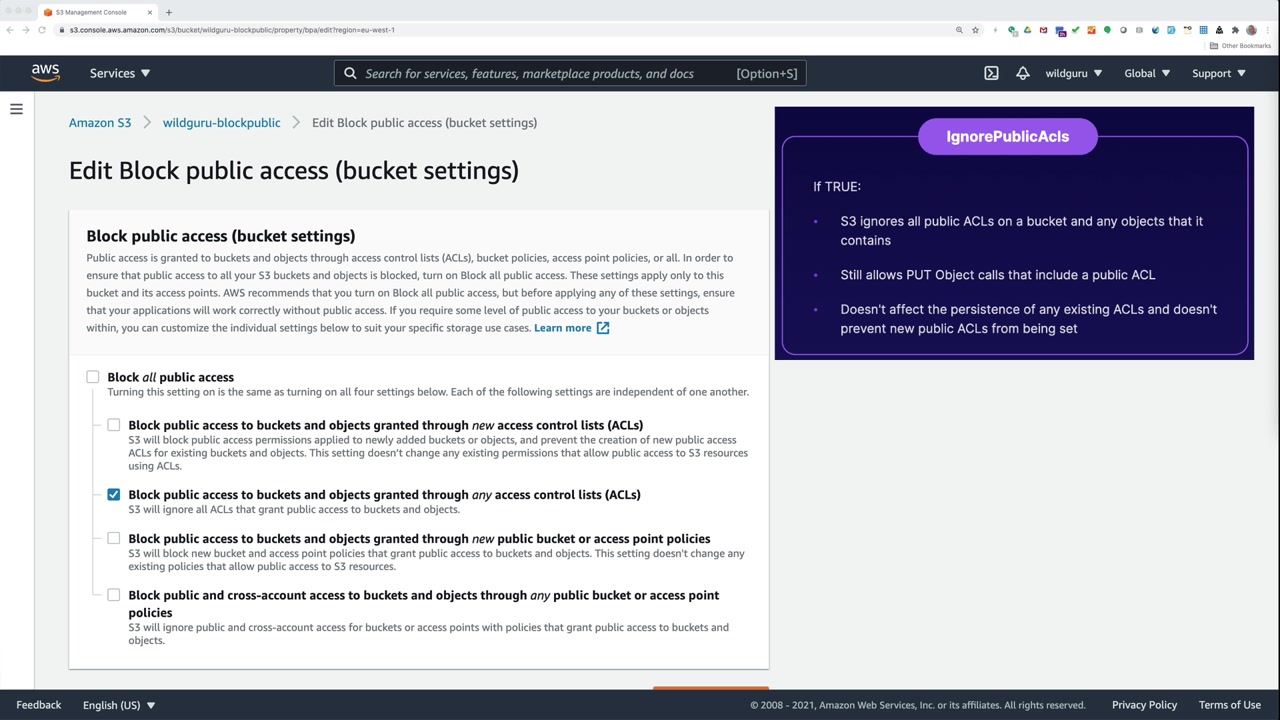 S3 Management Console
s3.console.aws.amazon.com/s3/bucket/wildguru-blockpublic/property/bpa/edit?region=eu-west-1
Other Bookmarks
aws
Services
Search for services, features, marketplace products, and docs
[Option+S]
wildguru
Global
Support
Amazon S3
wildguru-blockpublic
Edit Block public access (bucket settings)
Edit Block public access (bucket settings)
Block public access (bucket settings)
Public access is granted to buckets and objects through access control lists (ACLs), bucket policies, access point policies, or all. In order to
ensure that public access to all your S3 buckets and objects is blocked, turn on Block all public access. These settings apply only to this
bucket and its access points. AWS recommends that you turn on Block all public access, but before applying any of these settings, ensure
that your applications will work correctly without public access. If you require some level of public access to your buckets or objects
within, you can customize the individual settings below to suit your specific storage use cases. Learn more
Block all public access
Turning this setting on is the same as turning on all four settings below. Each of the following settings are independent of one another.
Block public access to buckets and objects granted through new access control lists (ACLs)
S3 will block public access permissions applied to newly added buckets or objects, and prevent the creation of new public access
ACLs for existing buckets and objects. This setting doesn't change any existing permissions that allow public access to S3 resources
using ACLs.
Block public access to buckets and objects granted through any access control lists (ACLs)
S3 will ignore all ACLs that grant public access to buckets and objects.
Block public access to buckets and objects granted through new public bucket or access point policies
S3 will block new bucket and access point policies that grant public access to buckets and objects. This setting doesn't change any
existing policies that allow public access to S3 resources.
Block public and cross-account access to buckets and objects through any public bucket or access point
policies
S3 will ignore public and cross-account access for buckets or access points with policies that grant public access to buckets and
objects.
IgnorePublicAcls
If TRUE:
• S3 ignores all public ACLs on a bucket and any objects that it
contains
• Still allows PUT Object calls that include a public ACL
• Doesn't affect the persistence of any existing ACLs and doesn't
prevent new public ACLs from being set
Feedback
English (US)
© 2008 - 2021, Amazon Web Services, Inc. or its affiliates. All rights reserved.
Privacy Policy
Terms of Use